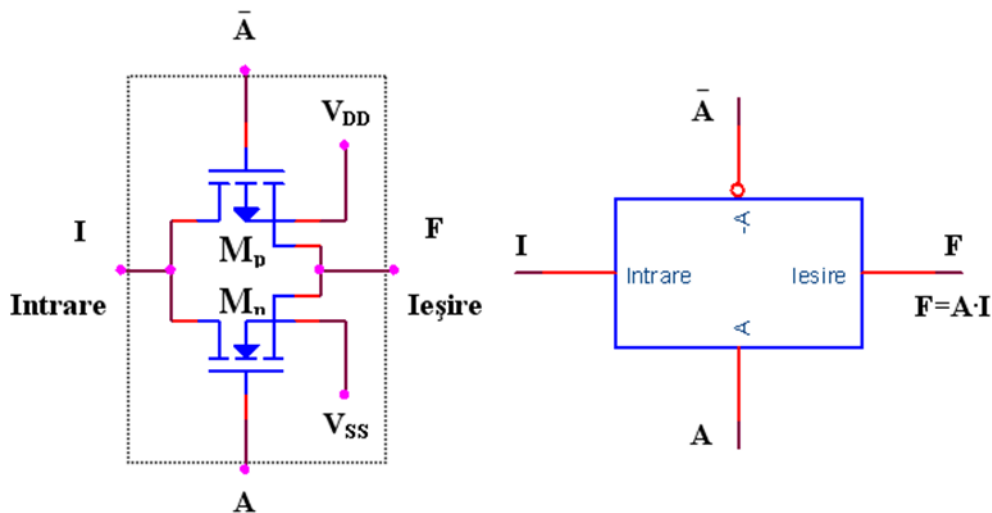 Ā
V_DD
I
F
M_p
Intrare
M_n
Ieşire
V_SS
A
Ā
-A
I
F
Intrare
Iesire
F=A·I
A
A